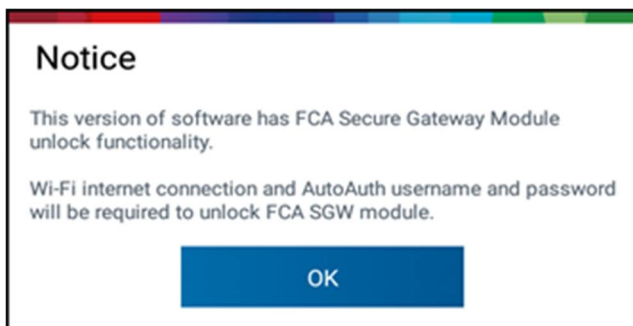 Notice
This version of software has FCA Secure Gateway Module
unlock functionality.
Wi-Fi internet connection and AutoAuth username and password
will be required to unlock FCA SGW module.
OK